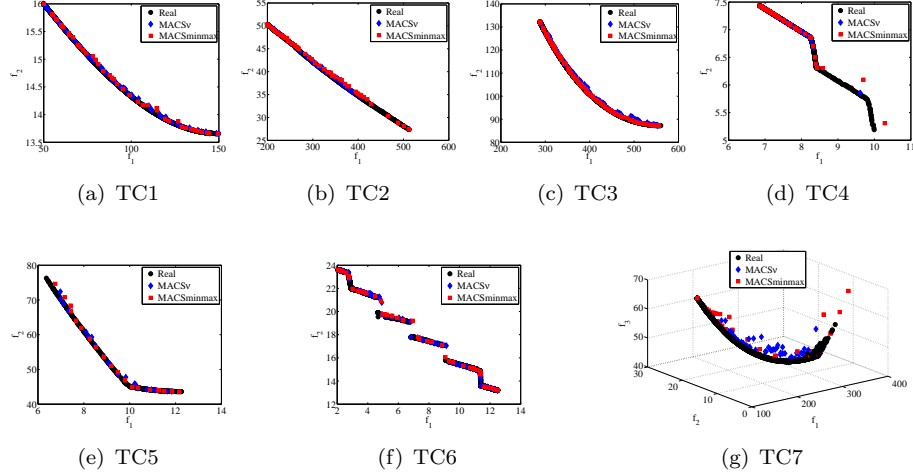 16
15.5
15
14.5
14
13.5
50
100
150
f1
f2
Real
MACSv
MACSminmax
(a) TC1
50
45
40
35
30
25
200
300
400
500
600
f1
f2
Real
MACSv
MACSminmax
(b) TC2
140
130
120
110
100
90
80
200
300
400
500
600
f1
f2
Real
MACSv
MACSminmax
(c) TC3
7.5
7
6.5
6
5.5
5
6
7
8
9
10
11
f1
f2
Real
MACSv
MACSminmax
(d) TC4
80
70
60
50
40
6
8
10
12
14
f1
f2
Real
MACSv
MACSminmax
(e) TC5
24
22
20
18
16
14
12
2
4
6
8
10
12
14
f1
f2
Real
MACSv
MACSminmax
(f) TC6
70
60
50
40
30
f3
20
10
0
f2
100
200
300
400
f1
Real
MACSv
MACSminmax
(g) TC7